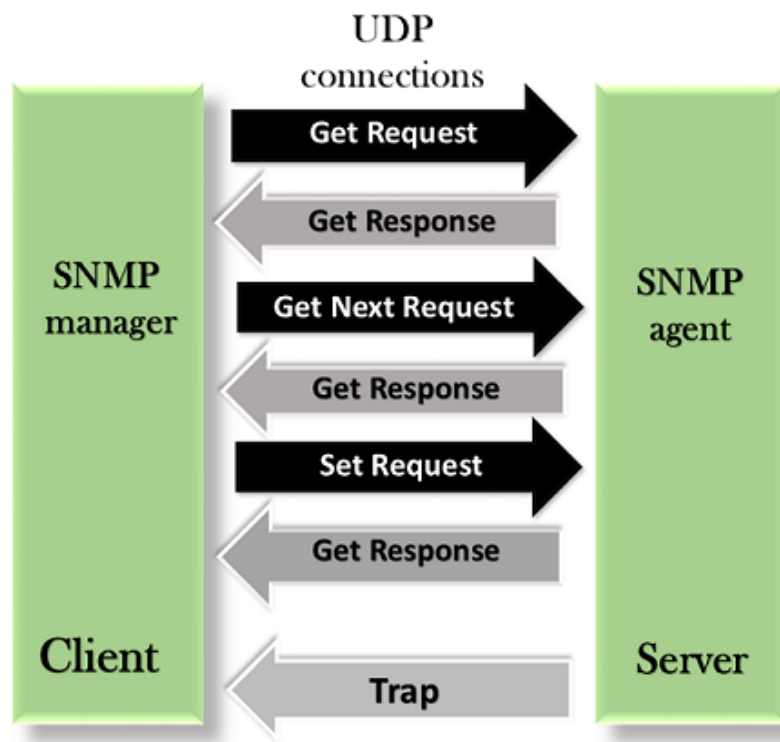 UDP
connections
Get Request
Get Response
SNMP
manager
SNMP
agent
Get Next Request
Get Response
Set Request
Get Response
Client
Server
Trap